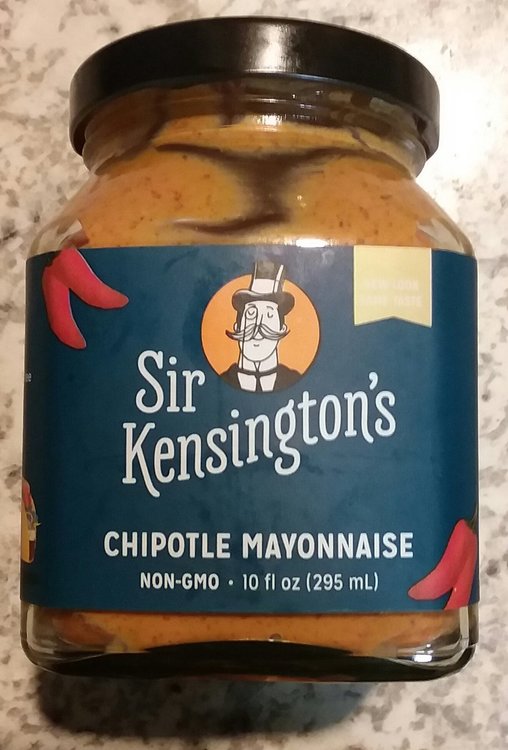 NEW LOOK
SAME TASTE
Sir
Kensington's
CHIPOTLE MAYONNAISE
NON-GMO • 10 fl oz (295 mL)